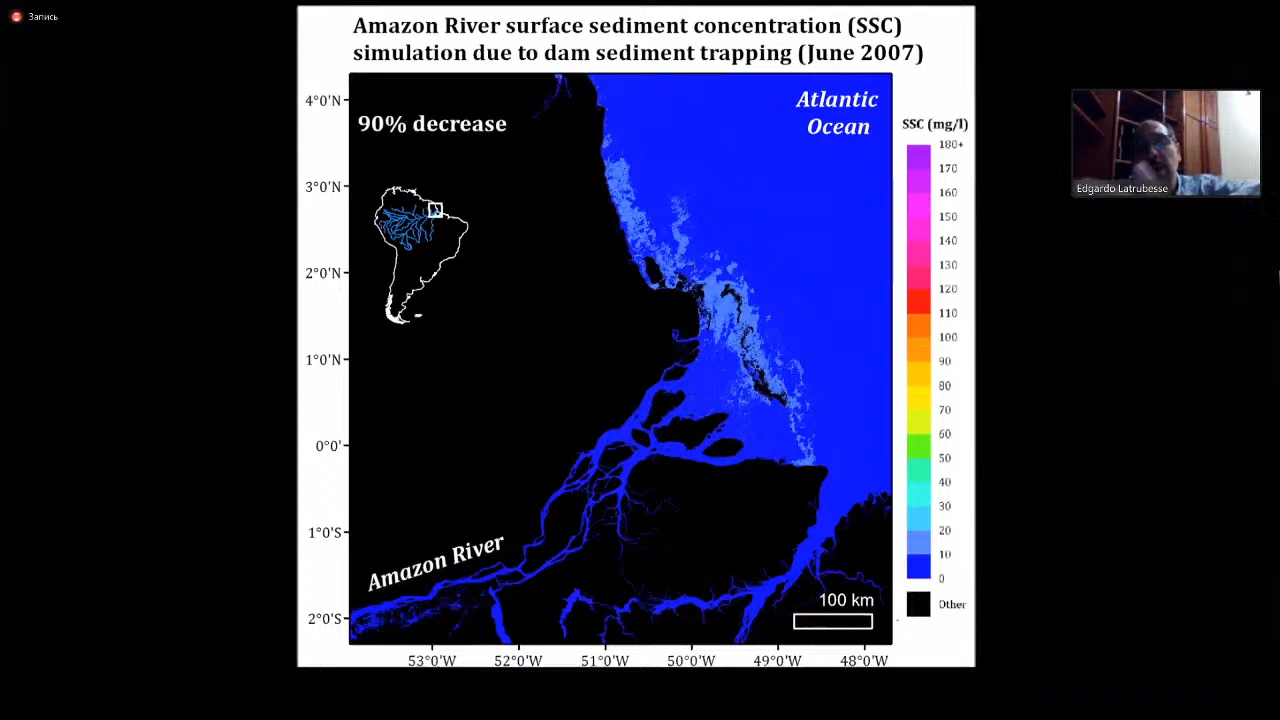 Запись
Amazon River surface sediment concentration (SSC)
simulation due to dam sediment trapping (June 2007)
4°0'N
3°0'N
2°0'N
1°0'N
0°0'
1°0'S
2°0'S
90% decrease
Atlantic
Ocean
Amazon River
100 km
53°0'W
52°0'W
51°0'W
50°0'W
49°0'W
48°0'W
SSC (mg/l)
180+
170
160
150
140
130
120
110
100
90
80
70
60
50
40
30
20
10
0
Other
Edgardo Latrubesse